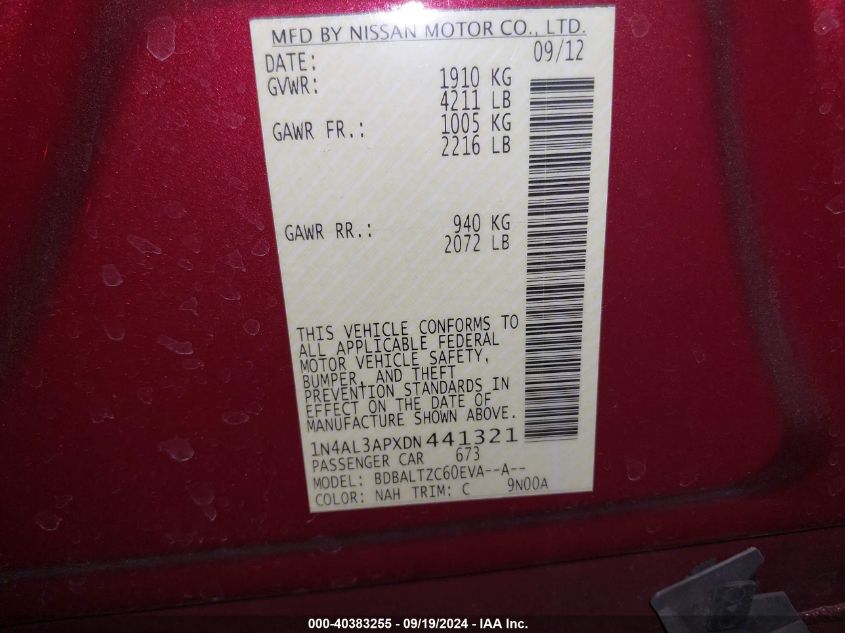 MFD BY NISSAN MOTOR CO., LTD.
DATE: 09/12
GVWR: 1910 KG
4211 LB
GAWR FR.: 1005 KG
2216 LB
GAWR RR.: 940 KG
2072 LB
THIS VEHICLE CONFORMS TO
ALL APPLICABLE FEDERAL
MOTOR VEHICLE SAFETY,
BUMPER, AND THEFT
PREVENTION STANDARDS IN
EFFECT ON THE DATE OF
MANUFACTURE SHOWN ABOVE.
1N4AL3APXDN441321
PASSENGER CAR 673
MODEL: BDBALTZC60EVA--A--
COLOR: NAH TRIM: C 9N00A
000-40383255 - 09/19/2024 - IAA Inc.